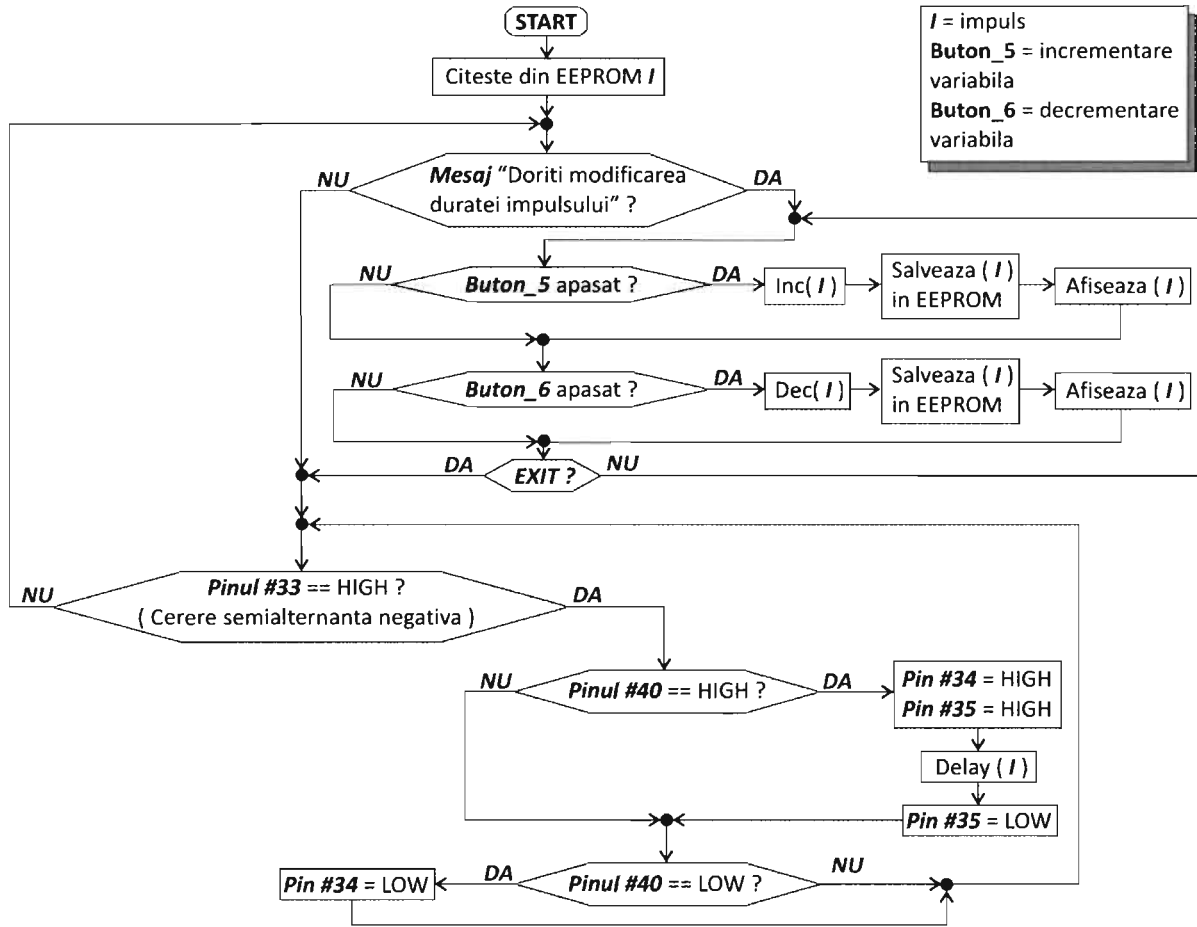 START
Citeste din EEPROM I
I = impuls
Buton_5 = incrementare
variabila
Buton_6 = decrementare
variabila
NU
Mesaj “Doriti modificarea
duratei impulsului” ?
DA
NU
Buton_5 apasat ?
DA
Inc( I )
Salveaza ( I )
in EEPROM
Afiseaza ( I )
NU
Buton_6 apasat ?
DA
Dec( I )
Salveaza ( I )
in EEPROM
Afiseaza ( I )
DA
EXIT ?
NU
NU
Pinul #33 == HIGH ?
( Cerere semialternanta negativa )
DA
NU
Pinul #40 == HIGH ?
DA
Pin #34 = HIGH
Pin #35 = HIGH
Delay ( I )
Pin #35 = LOW
Pin #34 = LOW
DA
Pinul #40 == LOW ?
NU